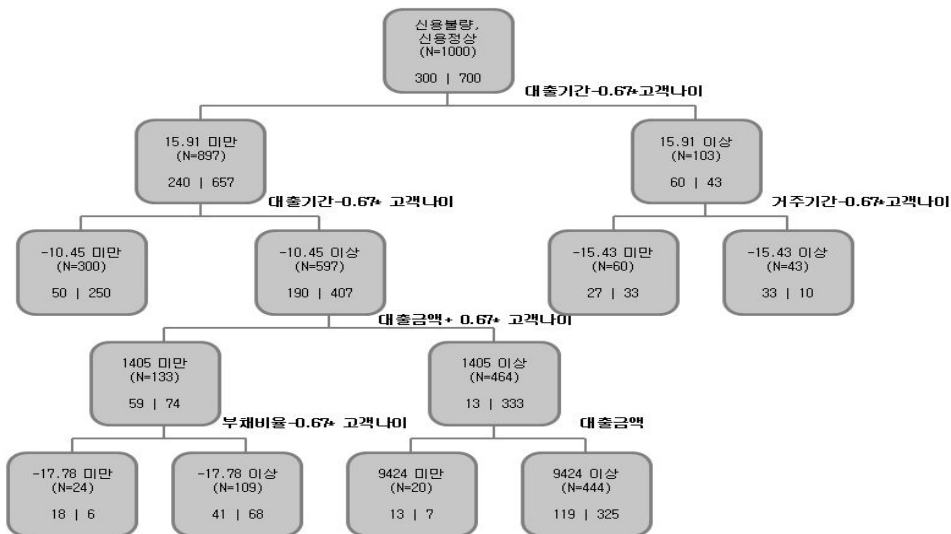 신용불량,
신용정상
(N=1000)
300 | 700
대출기간-0.67*고객나이
15.91 미만
(N=897)
240 | 657
15.91 이상
(N=103)
60 | 43
대출기간-0.67* 고객나이
거주기간-0.67*고객나이
-10.45 미만
(N=300)
50 | 250
-10.45 이상
(N=597)
190 | 407
-15.43 미만
(N=60)
27 | 33
-15.43 이상
(N=43)
33 | 10
대출금액+ 0.67* 고객나이
1405 미만
(N=133)
59 | 74
1405 이상
(N=464)
13 | 333
부채비율-0.67* 고객나이
대출금액
-17.78 미만
(N=24)
18 | 6
-17.78 이상
(N=109)
41 | 68
9424 미만
(N=20)
13 | 7
9424 이상
(N=444)
119 | 325